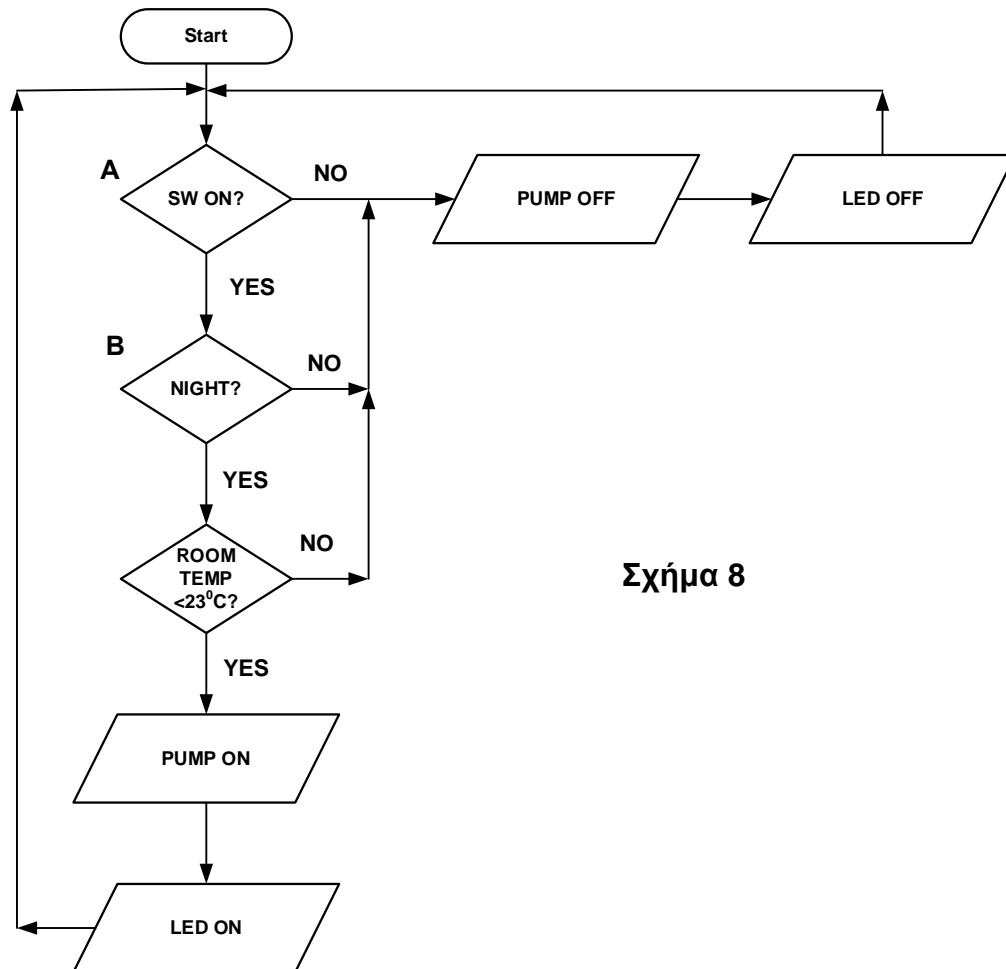 Start
A
SW ON?
NO
PUMP OFF
LED OFF
YES
B
NIGHT?
NO
YES
ROOM
TEMP
<23⁰C?
NO
Σχήμα 8
YES
PUMP ON
LED ON